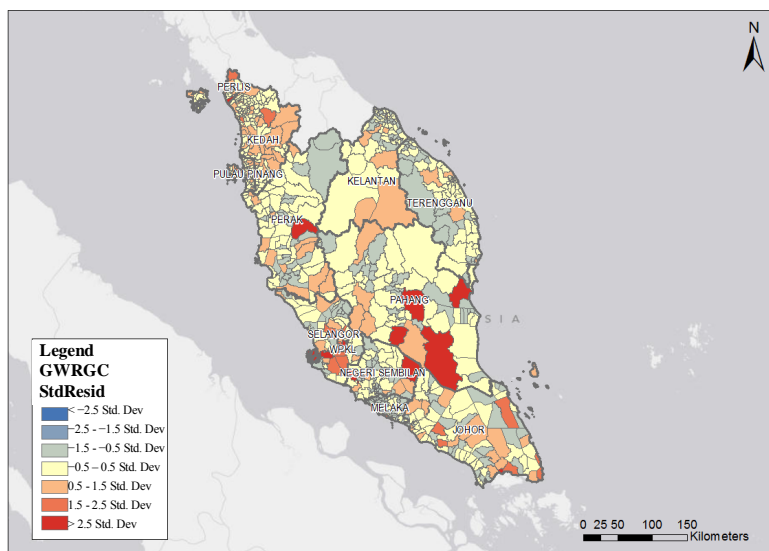 N
PERLIS
KEDAH
PULAU PINANG
KELANTAN
TERENGGANU
PERAK
PAHANG
S I A
SELANGOR
WPKL
NEGERI SEMBILAN
MELAKA
JOHOR
Legend
GWRGC
StdResid
< −2.5 Std. Dev
−2.5 - −1.5 Std. Dev
−1.5 - −0.5 Std. Dev
−0.5 - 0.5 Std. Dev
0.5 - 1.5 Std. Dev
1.5 - 2.5 Std. Dev
> 2.5 Std. Dev
0 25 50 100 150
Kilometers